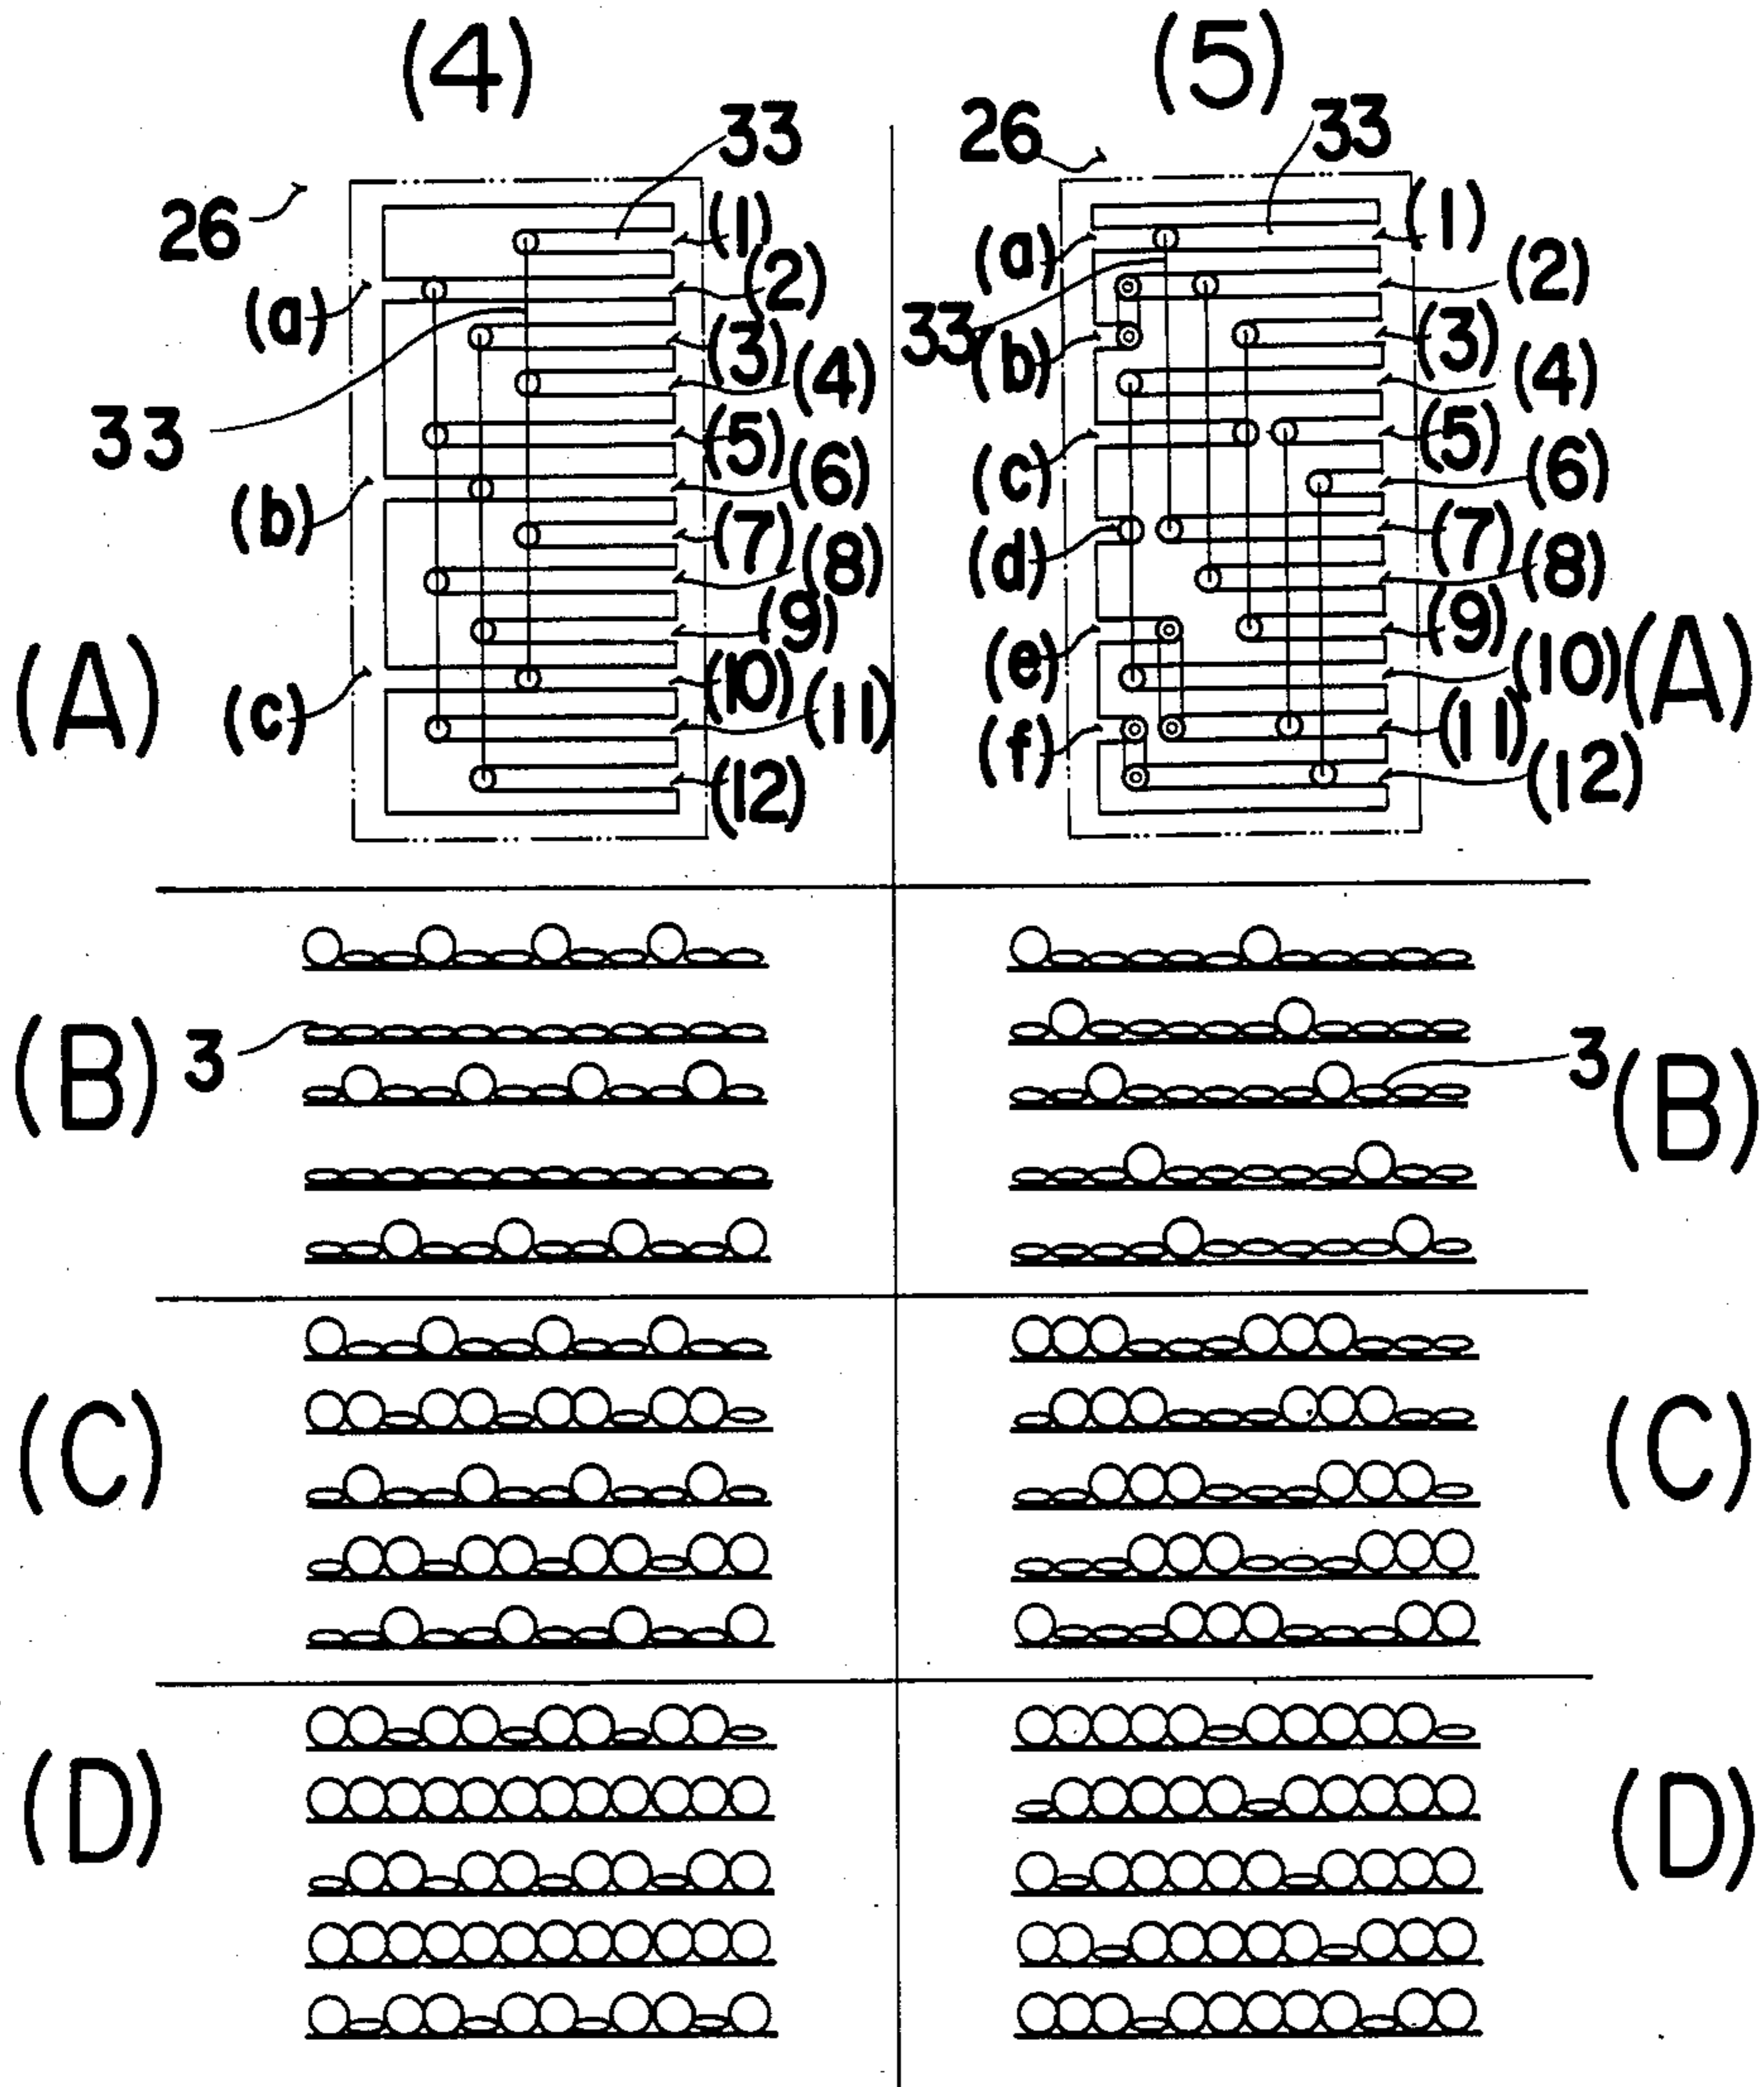 (4)
33
26
(1)
(2)
(a)
(3)
(4)
33
(5)
(6)
(b)
(7)
(8)
(9)
(A)
(10)
(c)
(11)
(12)
(B)
3
(C)
(D)
(5)
26
33
(1)
(a)
(2)
33
(3)
(b)
(4)
(5)
(c)
(6)
(7)
(d)
(8)
(9)
(e)
(10)
(A)
(11)
(f)
(12)
3
(B)
(C)
(D)